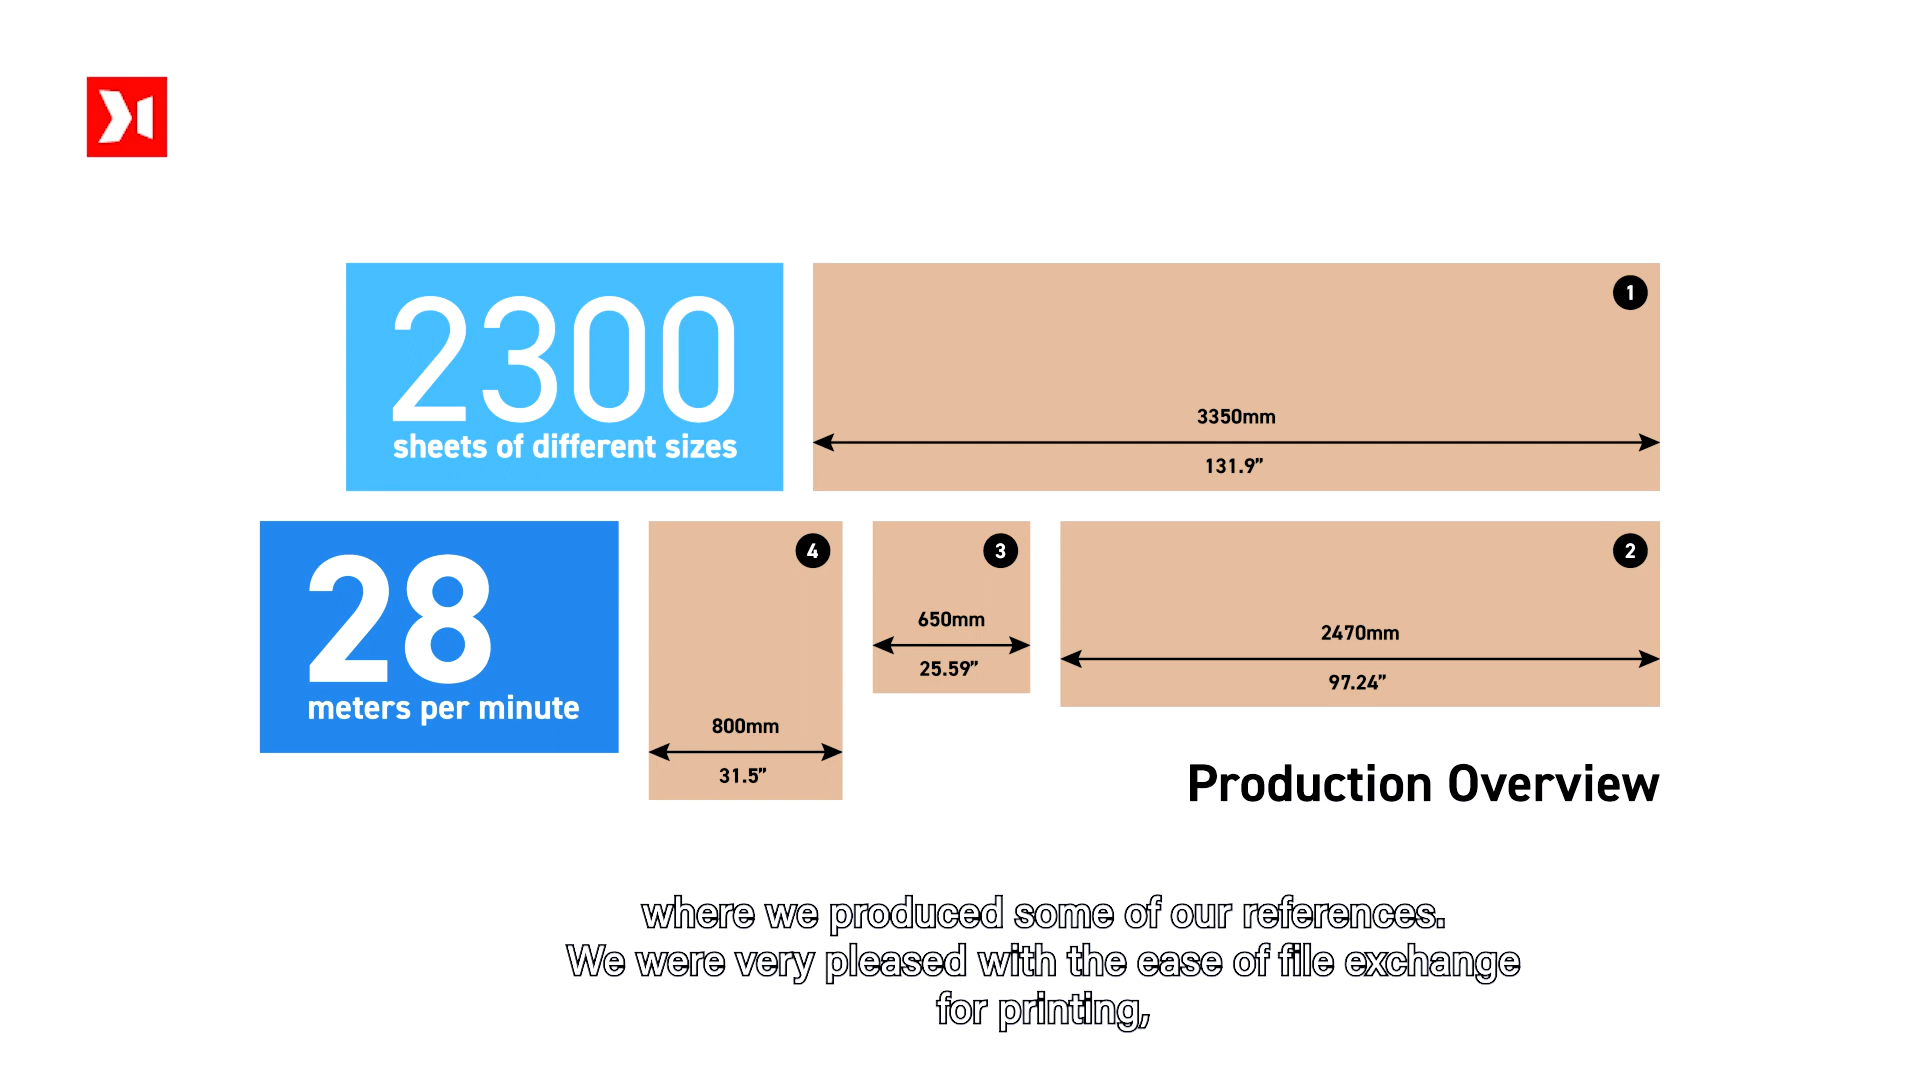 2300
sheets of different sizes
1
3350mm
131.9”
28
meters per minute
4
800mm
31.5”
3
650mm
25.59”
2
2470mm
97.24”
Production Overview
where we produced some of our references.
We were very pleased with the ease of file exchange
for printing,